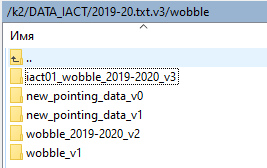 /k2/DATA_IACT/2019-20.txt.v3/wobble
Имя
..
iact01_wobble_2019-2020_v3
new_pointing_data_v0
new_pointing_data_v1
wobble_2019-2020_v2
wobble_v1